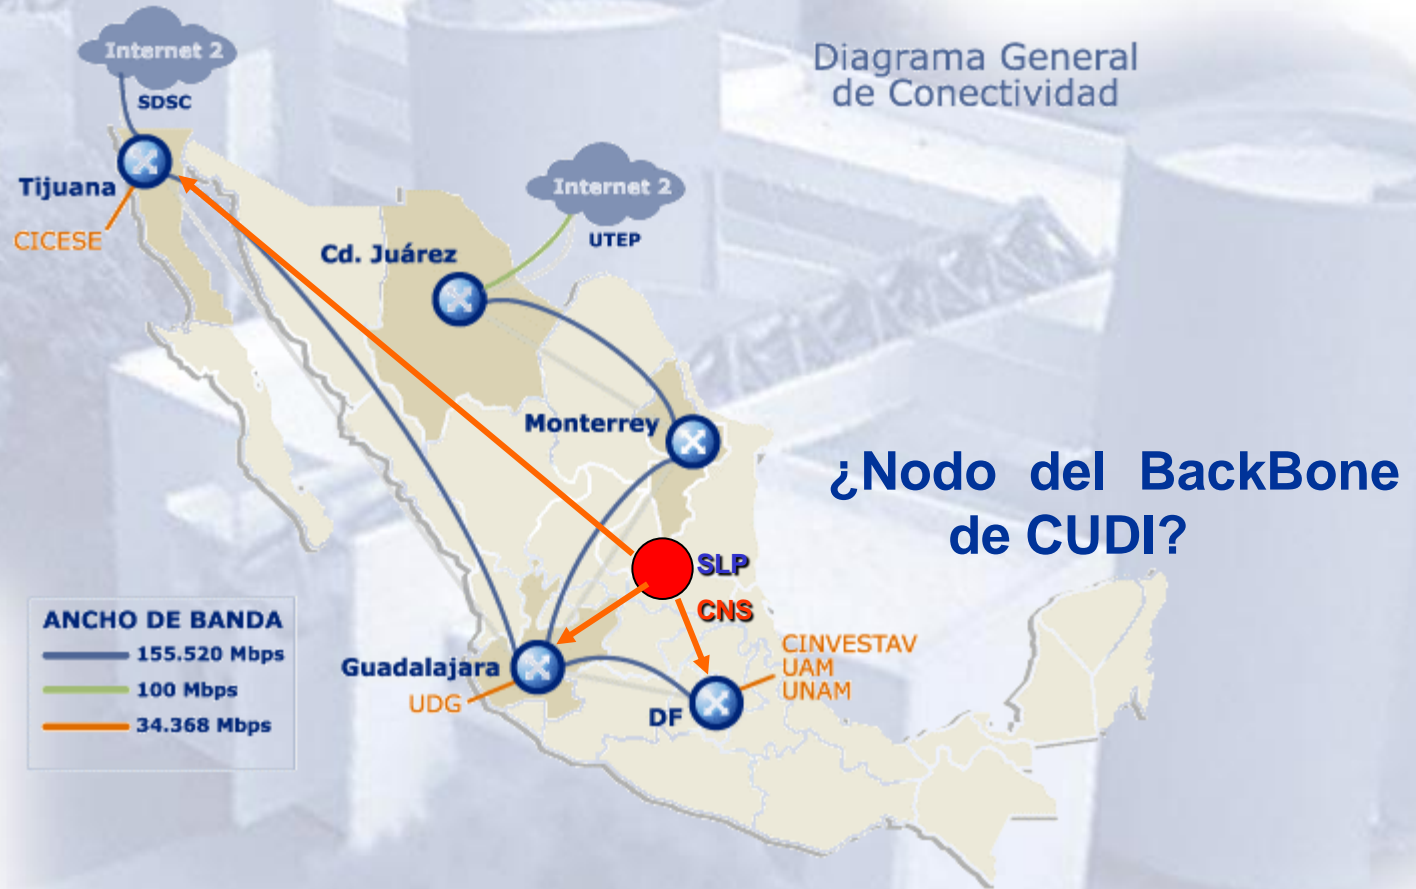 Internet 2
SDSC
Diagrama General
de Conectividad
Tijuana
CICESE
Internet 2
UTEP
Cd. Juárez
Monterrey
¿Nodo del BackBone
de CUDI?
SLP
CNS
ANCHO DE BANDA
155.520 Mbps
100 Mbps
34.368 Mbps
Guadalajara
UDG
DF
CINVESTAV
UAM
UNAM